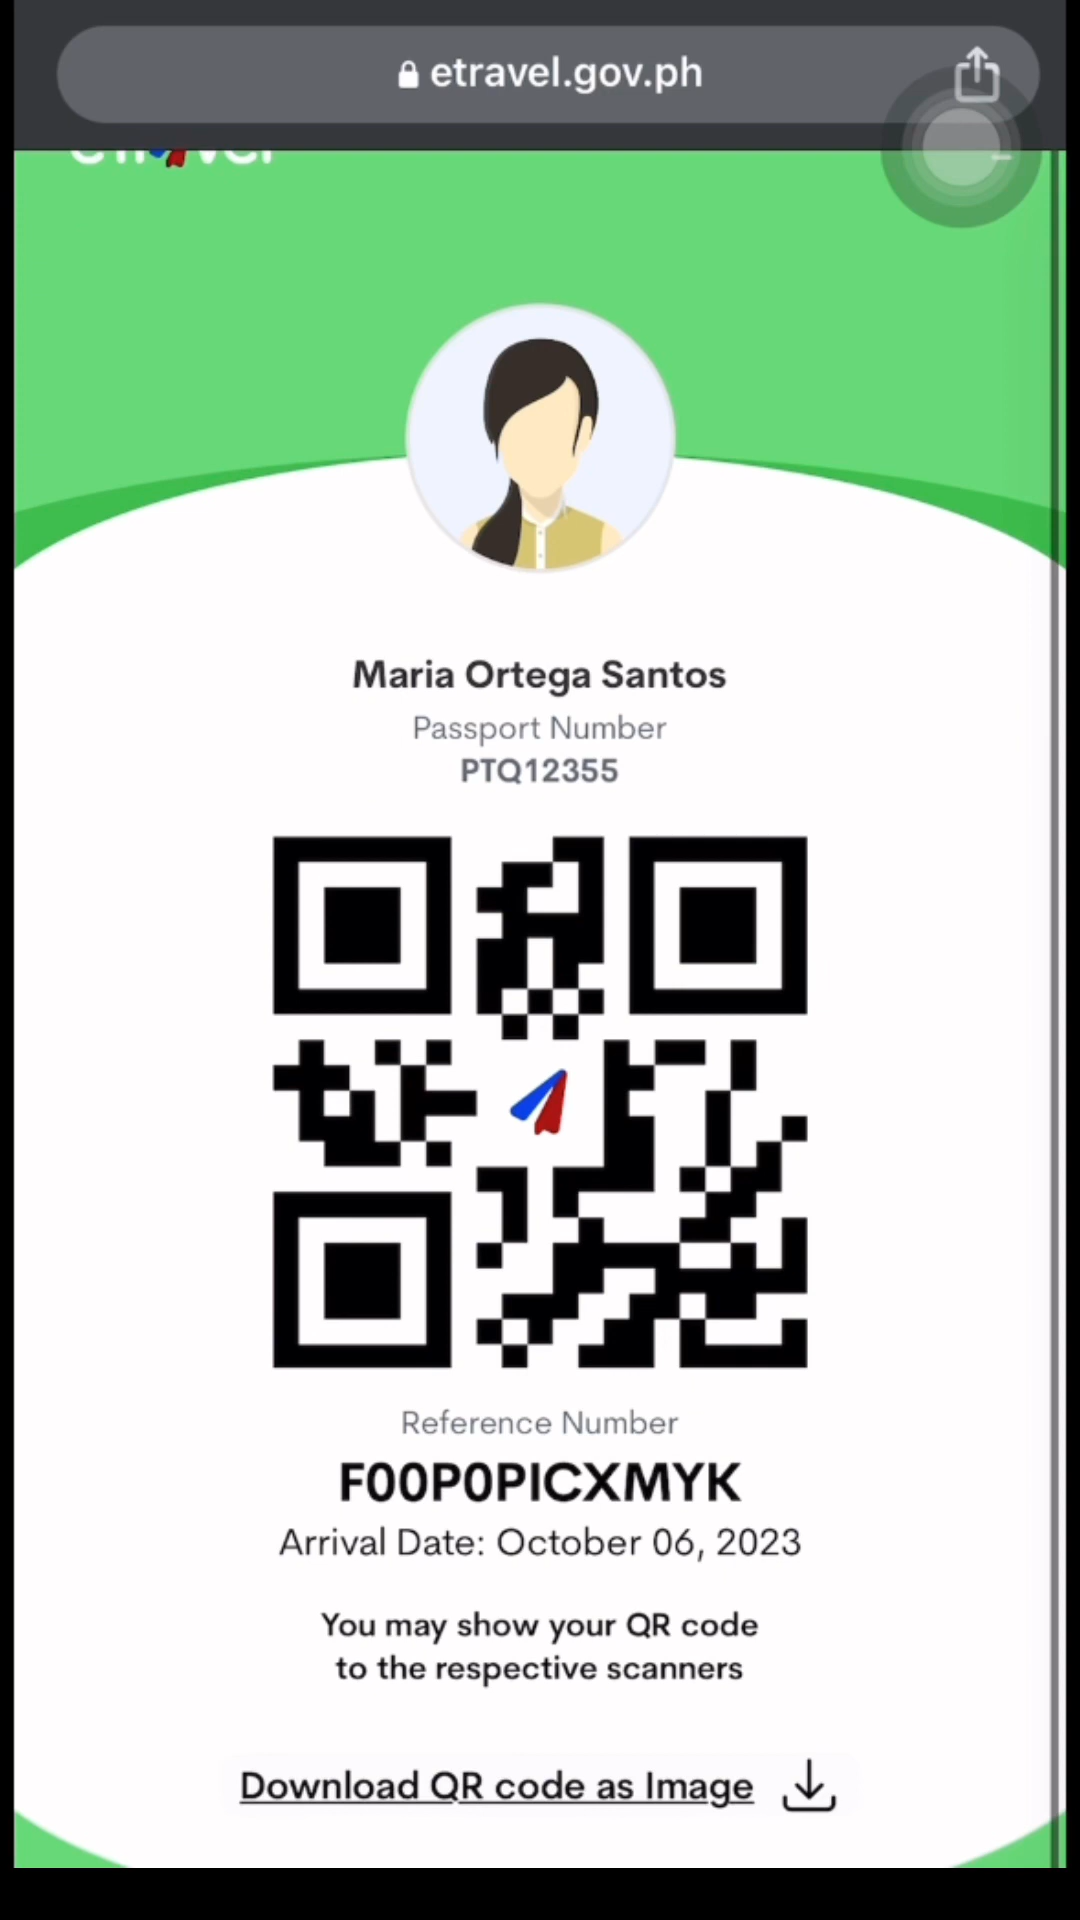 etravel.gov.ph
Maria Ortega Santos
Passport Number
PTQ12355
Reference Number
F00P0PICXMYK
Arrival Date: October 06, 2023
You may show your QR code
to the respective scanners
Download QR code as Image